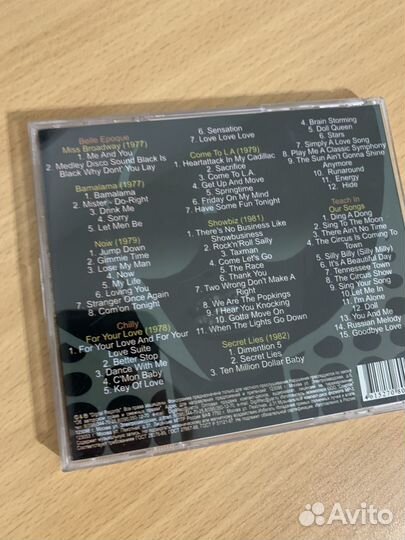 Belle Epoque
Miss Broadway (1977)
1. Me And You
2. Medley Disco Sound Black Is
Black Why Don't You Lay
Bamalama (1977)
1. Bamalama
2. Mister - Do-Right
3. Drink Me
4. Sorry
5. Let Men Be
Now (1979)
1. Jump Down
2. Gimmie Time
3. Lose My Man
4. Now
5. My Life
6. Loving You
7. Stranger Once Again
8. Com'on Tonight
Chilly
For Your Love (1978)
1. For Your Love And For Your
Love Suite
2. Better Stop
3. Dance With Me
4. C'Mon Baby
5. Key Of Love
6. Sensation
7. Love Love Love
Come To L.A (1979)
1. Heartattack In My Cadillac
2. Sacrifice
3. Come To L.A.
4. Get Up And Move
5. Springtime
6. Friday On My Mind
7. Have Some Fun Tonight
Showbiz (1981)
1. There's No Business Like
Showbusiness
2. Rock'n'Roll Sally
3. Taxman
4. Come Let's Go
5. The Race
6. Thank You
7. Two Wrong Don't Make A
Right
8. We Are The Popkings
9. I Hear You Knocking
10. Gotta Move On
11. When The Lights Go Down
Secret Lies (1982)
1. Dimention 5
2. Secret Lies
3. Ten Million Dollar Baby
4. Brain Storming
5. Doll Queen
6. Stars
7. Simply A Love Song
8. Play Me A Classic Symphony
9. The Sun Ain't Gonna Shine
Anymore
10. Runaround
11. Energy
12. Hide
Teach In
Our Songs
1. Ding A Dong
2. Sing To The Moon
3. There Ain't No Time
4. The Circus Is Coming To
Town
5. Silly Billy (Silly Milly)
6. It's A Beautiful Day
7. Tennessee Town
8. The Circus Show
9. Sing Your Song
10. Let Me In
11. I'm Alone
12. Doll
13. You And Me
14. Russian Melody
15. Goodbye Love
Avito